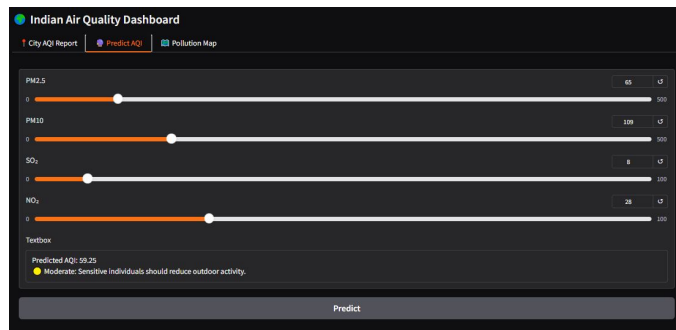 Indian Air Quality Dashboard
City AQI Report Predict AQI Pollution Map
PM2.5 65 ↺
0 500
PM10 109 ↺
0 500
SO₂ 8 ↺
0 100
NO₂ 28 ↺
0 100
Textbox
Predicted AQI: 59.25
Moderate: Sensitive individuals should reduce outdoor activity.
Predict